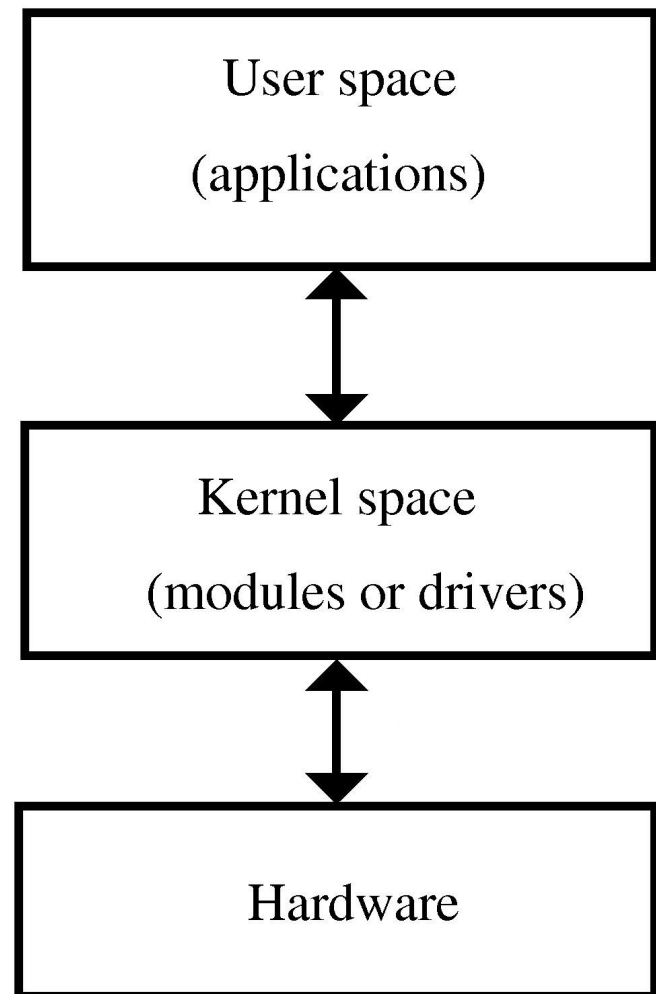 User space
(applications)
Kernel space
(modules or drivers)
Hardware